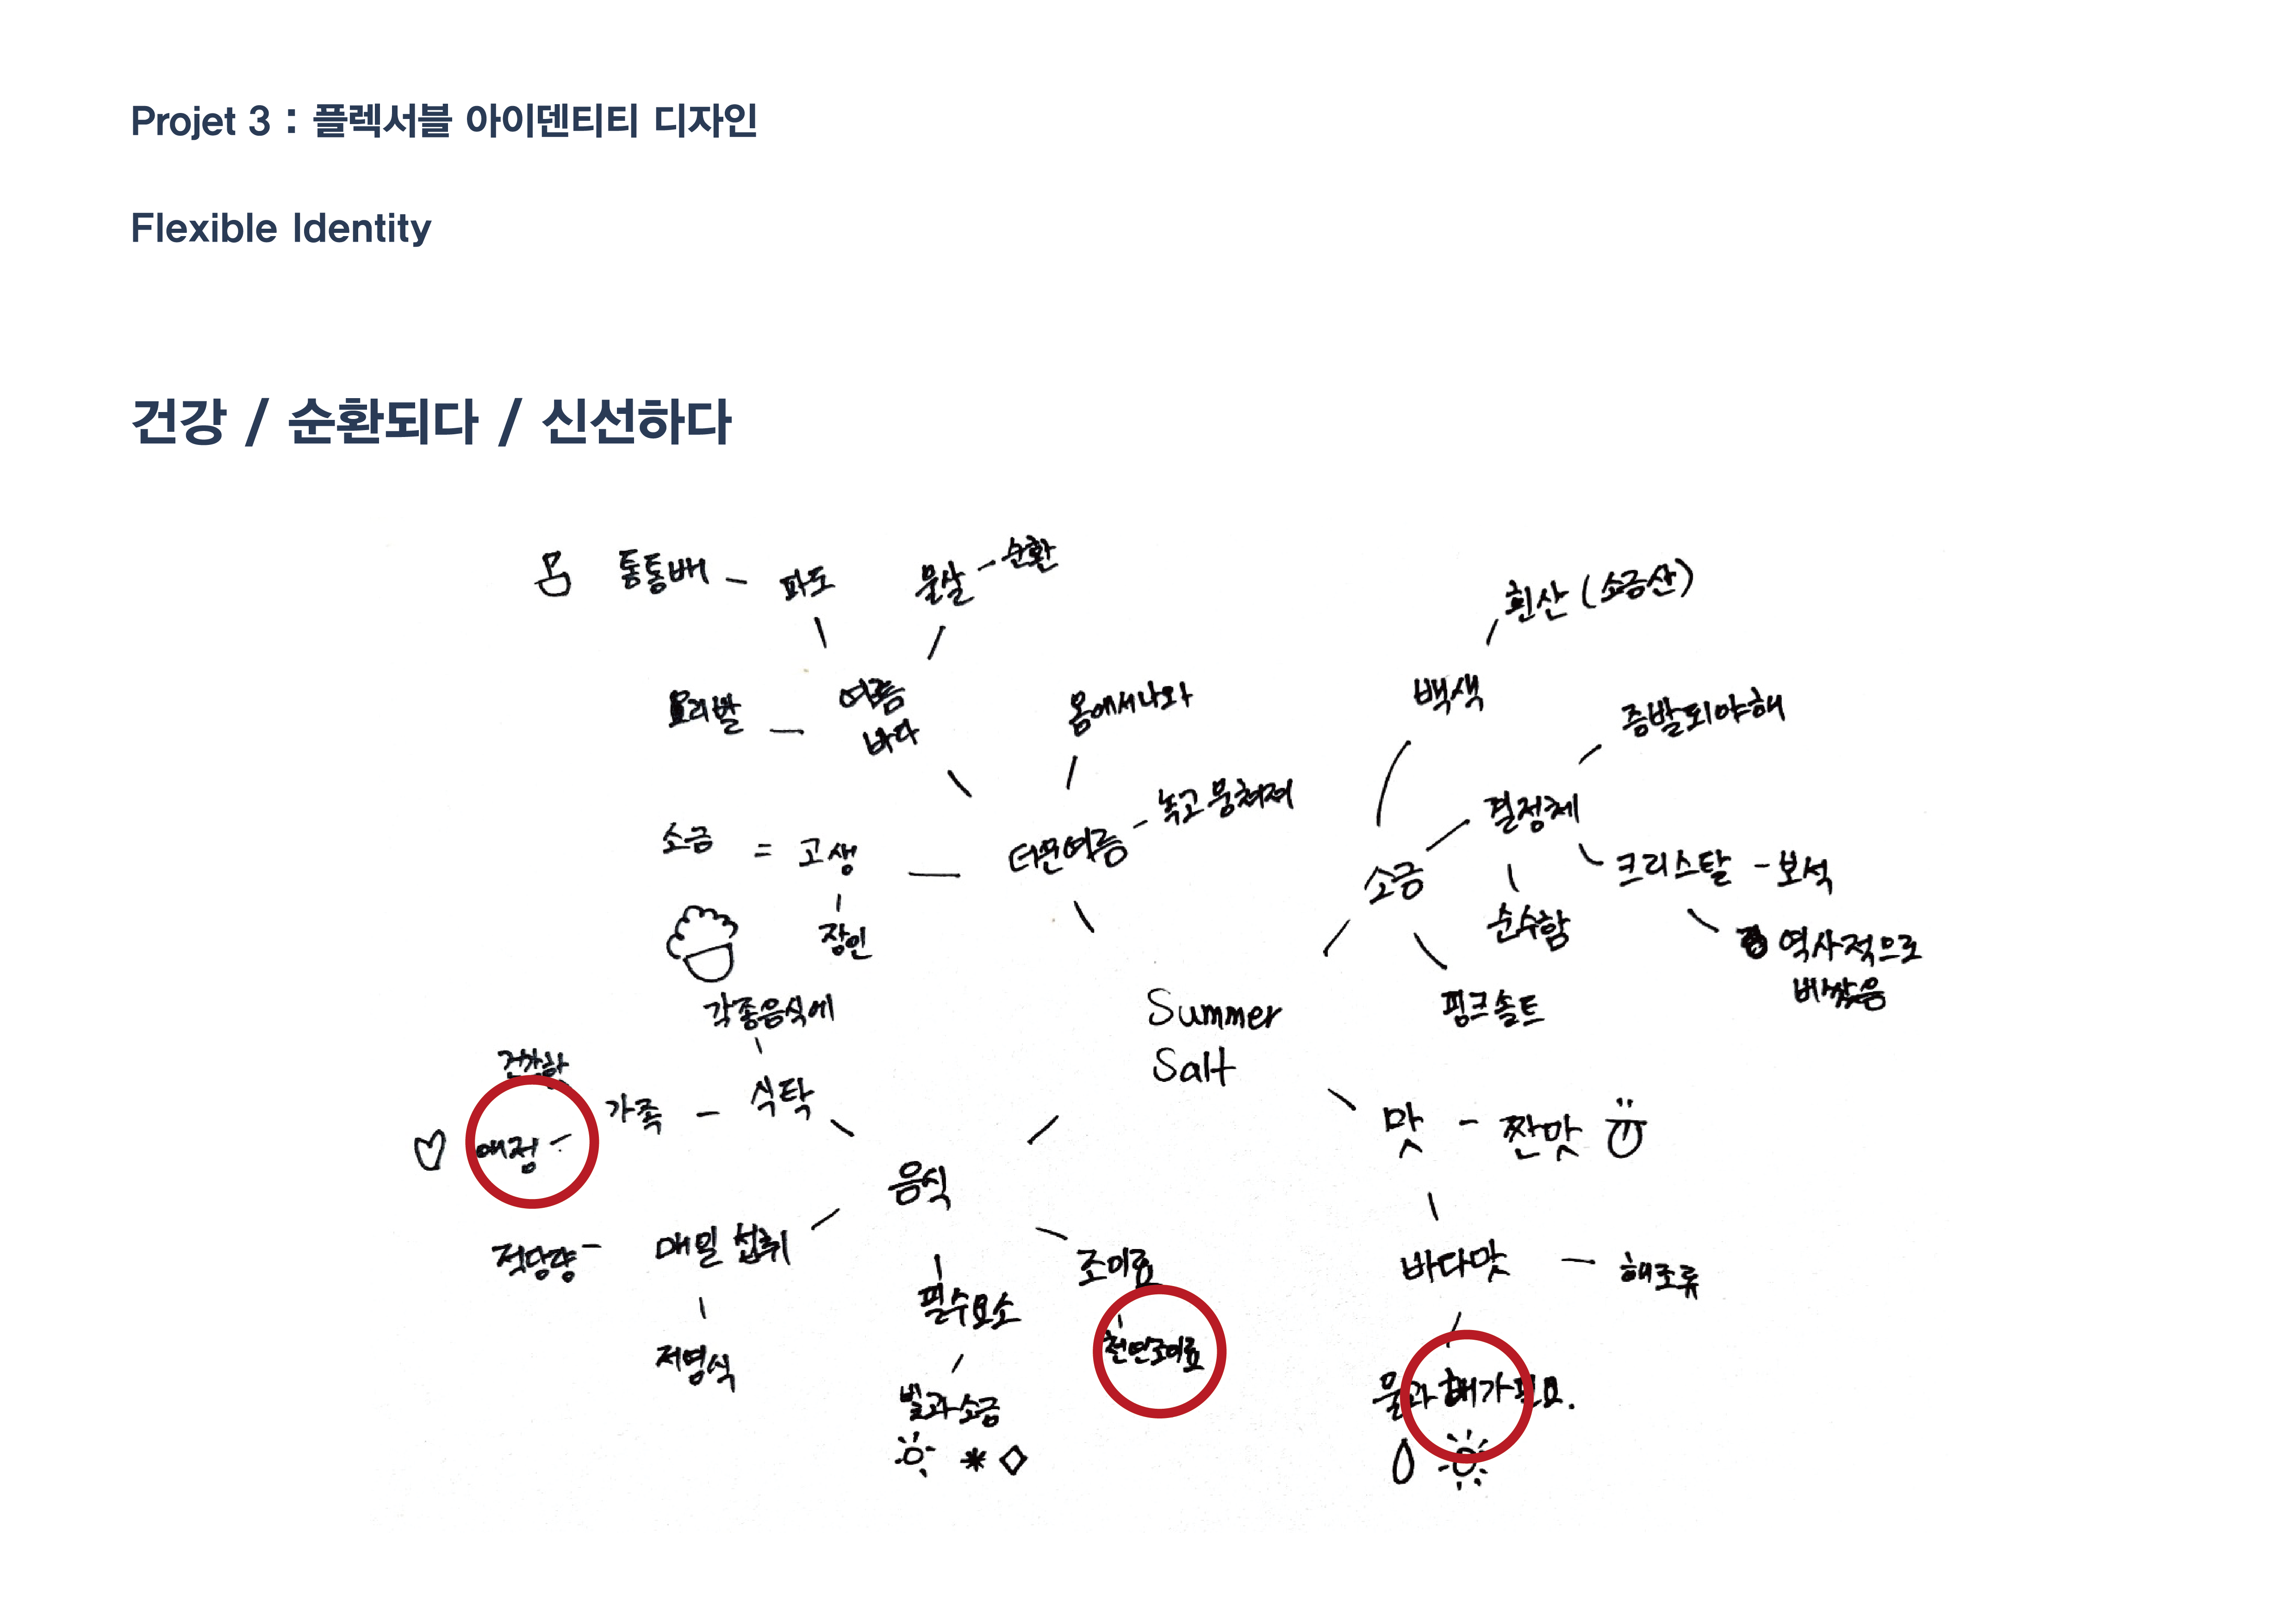 Projet 3 : 플렉서블 아이덴티티 디자인
Flexible Identity
건강 / 순환되다 / 신선하다
통통배 - 파도
물살 - 순환
흰산 (소금산)
오리발 -
여름
바다
몸에서나와
백색
증발되야해
녹고 뭉쳐져
결정체
소금 = 고생
더운여름
소금
크리스탈 - 보석
장인
순수함
역사적으로
비쌌음
각종음식에
Summer
Salt
핑크솔트
건강한
가족 - 식탁
애정 -
맛 - 짠맛
음식
적당량 -
매일 섭취
조미료
바다맛 - 해조류
필수요소
천연조미료
저염식
물과 해가 필요.
빛과소금